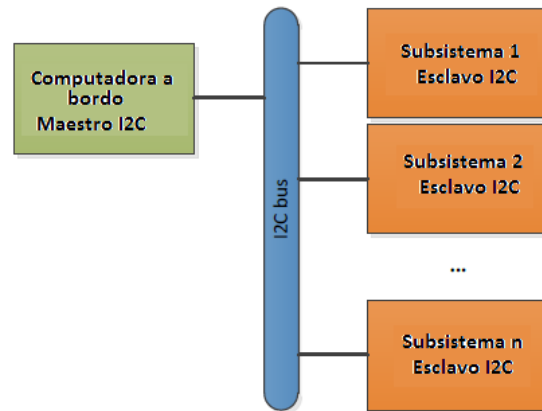 Computadora a
bordo
Maestro I2C
I2C bus
Subsistema 1
Esclavo I2C
Subsistema 2
Esclavo I2C
...
Subsistema n
Esclavo I2C